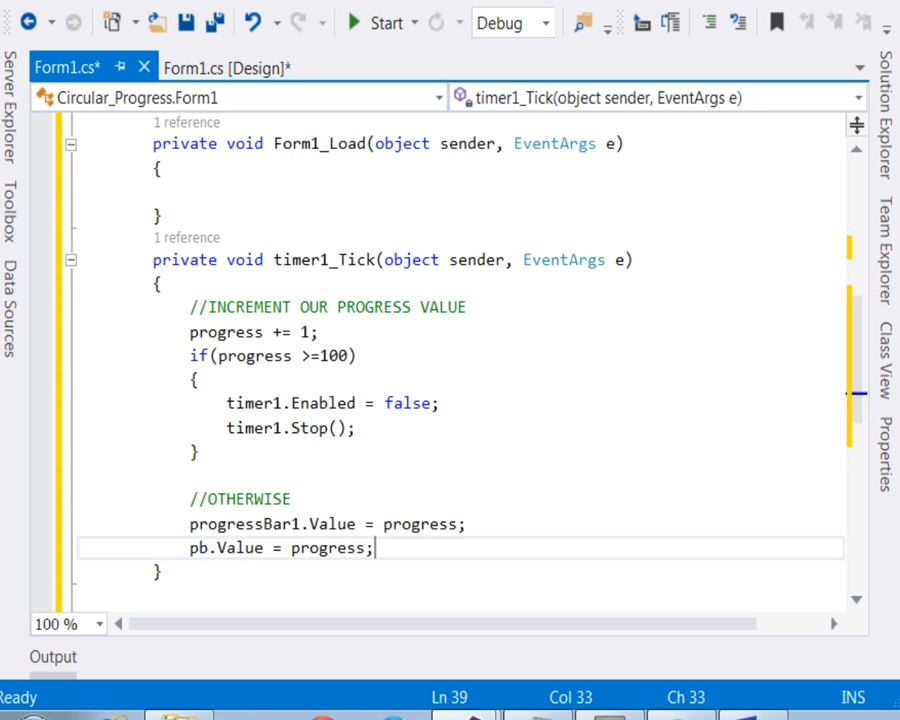 Start
Debug
Form1.cs*
Form1.cs [Design]*
Circular_Progress.Form1
timer1_Tick(object sender, EventArgs e)
Server Explorer
Toolbox
Data Sources
1 reference
private void Form1_Load(object sender, EventArgs e)
{
}
1 reference
private void timer1_Tick(object sender, EventArgs e)
{
//INCREMENT OUR PROGRESS VALUE
progress += 1;
if(progress >=100)
{
timer1.Enabled = false;
timer1.Stop();
}
//OTHERWISE
progressBar1.Value = progress;
pb.Value = progress;
}
Solution Explorer
Team Explorer
Class View
Properties
100 %
Output
Ready
Ln 39
Col 33
Ch 33
INS